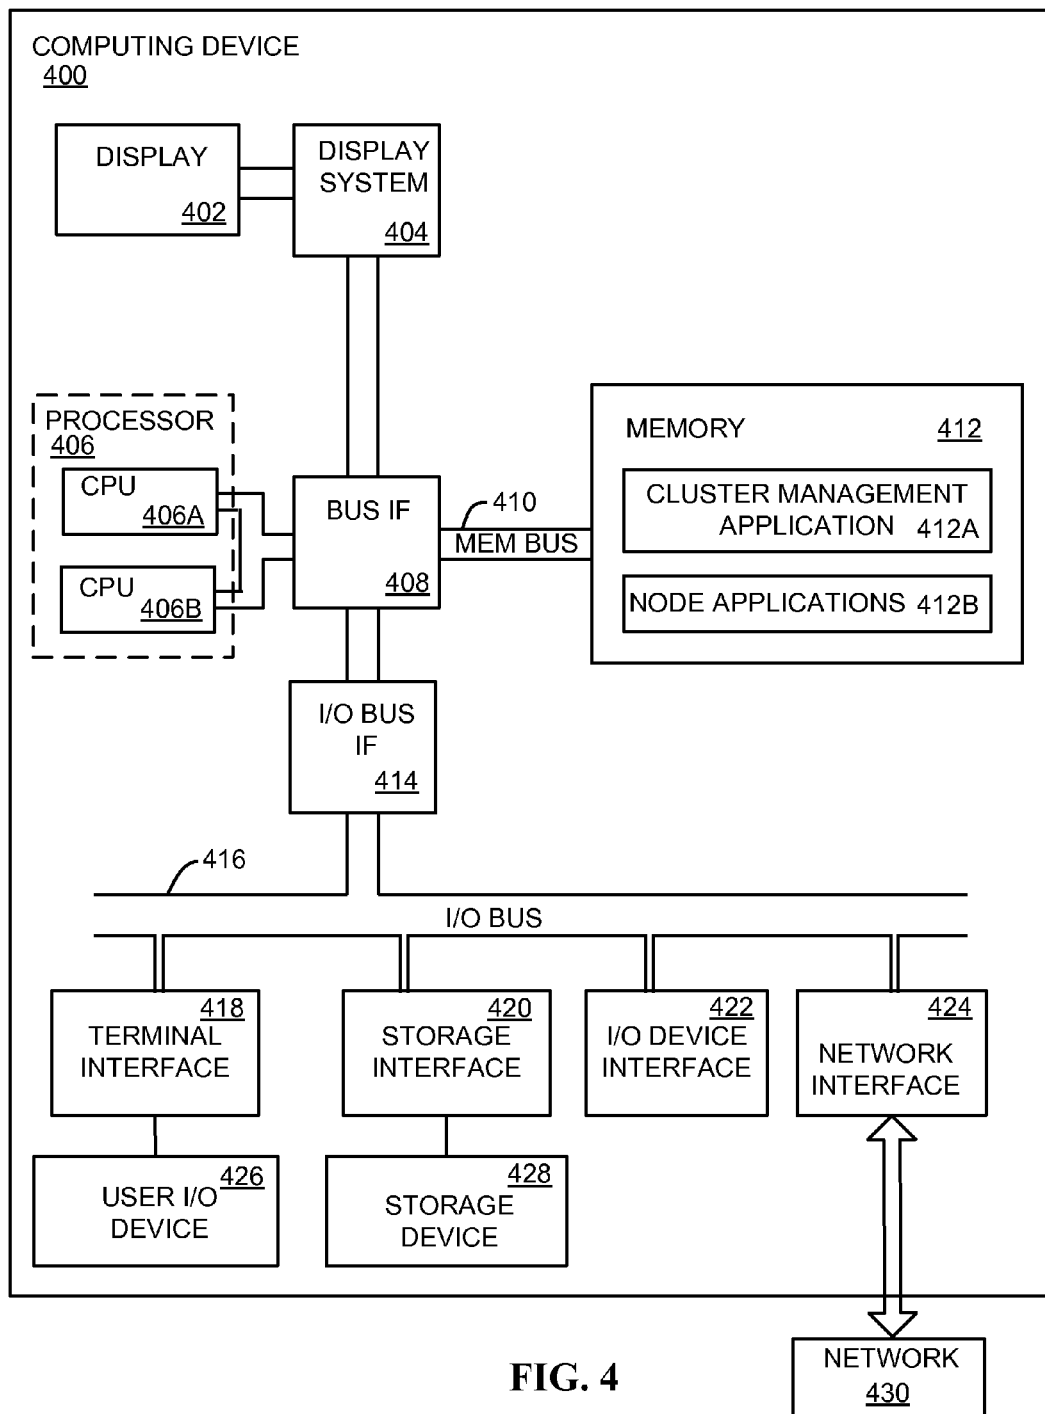 COMPUTING DEVICE
400
DISPLAY
402
DISPLAY
SYSTEM
404
PROCESSOR
406
CPU
406A
CPU
406B
BUS IF
408
410
MEM BUS
MEMORY 412
CLUSTER MANAGEMENT
APPLICATION 412A
NODE APPLICATIONS 412B
I/O BUS
IF
414
416
I/O BUS
418
TERMINAL
INTERFACE
420
STORAGE
INTERFACE
422
I/O DEVICE
INTERFACE
424
NETWORK
INTERFACE
426
USER I/O
DEVICE
428
STORAGE
DEVICE
NETWORK
430
FIG. 4